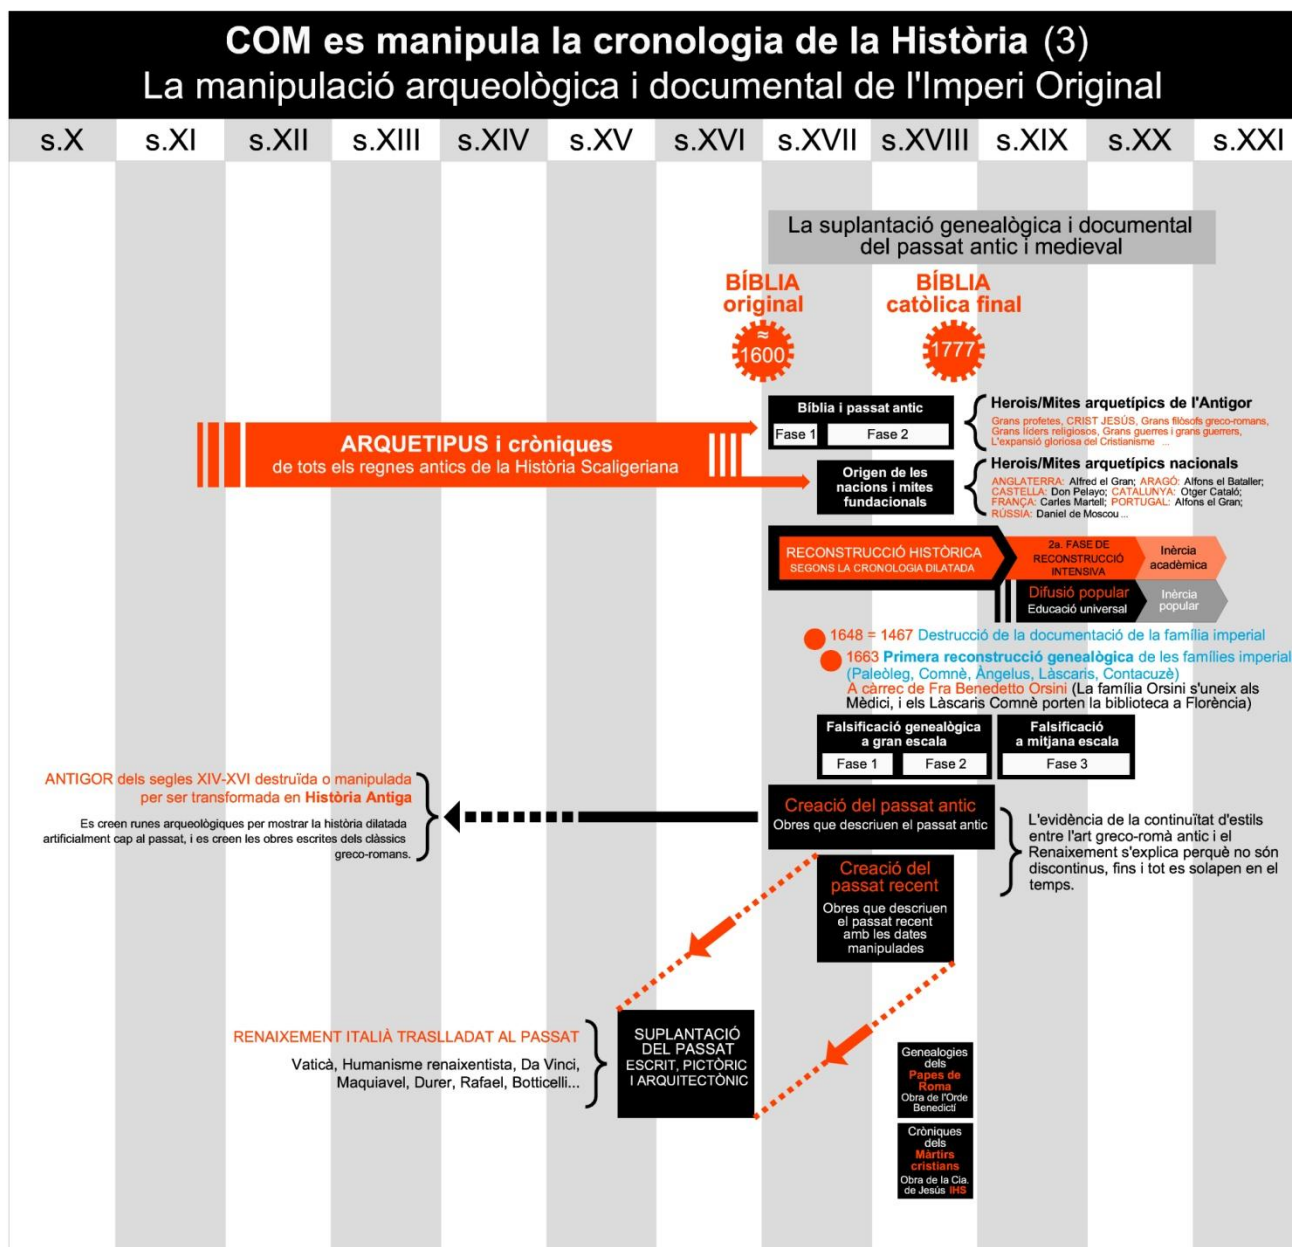 COM es manipula la cronologia de la Història (3)
La manipulació arqueològica i documental de l'Imperi Original
s.X s.XI s.XII s.XIII s.XIV s.XV s.XVI s.XVII s.XVIII s.XIX s.XX s.XXI
La suplantació genealògica i documental
del passat antic i medieval
BÍBLIA
original
≈
1600
BÍBLIA
catòlica final
1777
ARQUETIPUS i cròniques
de tots els regnes antics de la Història Scaligeriana
Bíblia i passat antic
Fase 1 Fase 2
Herois/Mites arquetípics de l'Antigor
Grans profetes, CRIST JESÚS, Grans filòsofs greco-romans,
Grans líders religiosos, Grans guerres i grans guerrers,
L'expansió gloriosa del Cristianisme ...
Origen de les
nacions i mites
fundacionals
Herois/Mites arquetípics nacionals
ANGLATERRA: Alfred el Gran; ARAGÓ: Alfons el Bataller;
CASTELLA: Don Pelayo; CATALUNYA: Otger Cataló;
FRANÇA: Carles Martell; PORTUGAL: Alfons el Gran;
RÚSSIA: Daniel de Moscou ...
RECONSTRUCCIÓ HISTÒRICA
SEGONS LA CRONOLOGIA DILATADA
2a. FASE DE
RECONSTRUCCIÓ
INTENSIVA
Inèrcia
acadèmica
Difusió popular
Educació universal
Inèrcia
popular
1648 = 1467 Destrucció de la documentació de la família imperial
1663 Primera reconstrucció genealògica de les famílies imperial
(Paleòleg, Comnè, Àngelus, Làscaris, Contacuzè)
A càrrec de Fra Benedetto Orsini (La família Orsini s'uneix als
Mèdici, i els Làscaris Comnè porten la biblioteca a Florència)
Falsificació genealògica
a gran escala
Fase 1 Fase 2
Falsificació
a mitjana escala
Fase 3
ANTIGOR dels segles XIV-XVI destruïda o manipulada
per ser transformada en Història Antiga
Es creen runes arqueològiques per mostrar la història dilatada
artificialment cap al passat, i es creen les obres escrites dels clàssics
greco-romans.
Creació del passat antic
Obres que descriuen el passat antic
L'evidència de la continuïtat d'estils
entre l'art greco-romà antic i el
Renaixement s'explica perquè no són
discontinus, fins i tot es solapen en el
temps.
Creació del
passat recent
Obres que descriuen
el passat recent
amb les dates
manipulades
RENAIXEMENT ITALIÀ TRASLLADAT AL PASSAT
Vaticà, Humanisme renaixentista, Da Vinci,
Maquiavel, Durer, Rafael, Botticelli...
SUPLANTACIÓ
DEL PASSAT
ESCRIT, PICTÒRIC
I ARQUITECTÒNIC
Genealogies
dels
Papes de
Roma
Obra de l'Orde
Benedictí
Cròniques
dels
Màrtirs
cristians
Obra de la Cia.
de Jesús IHS